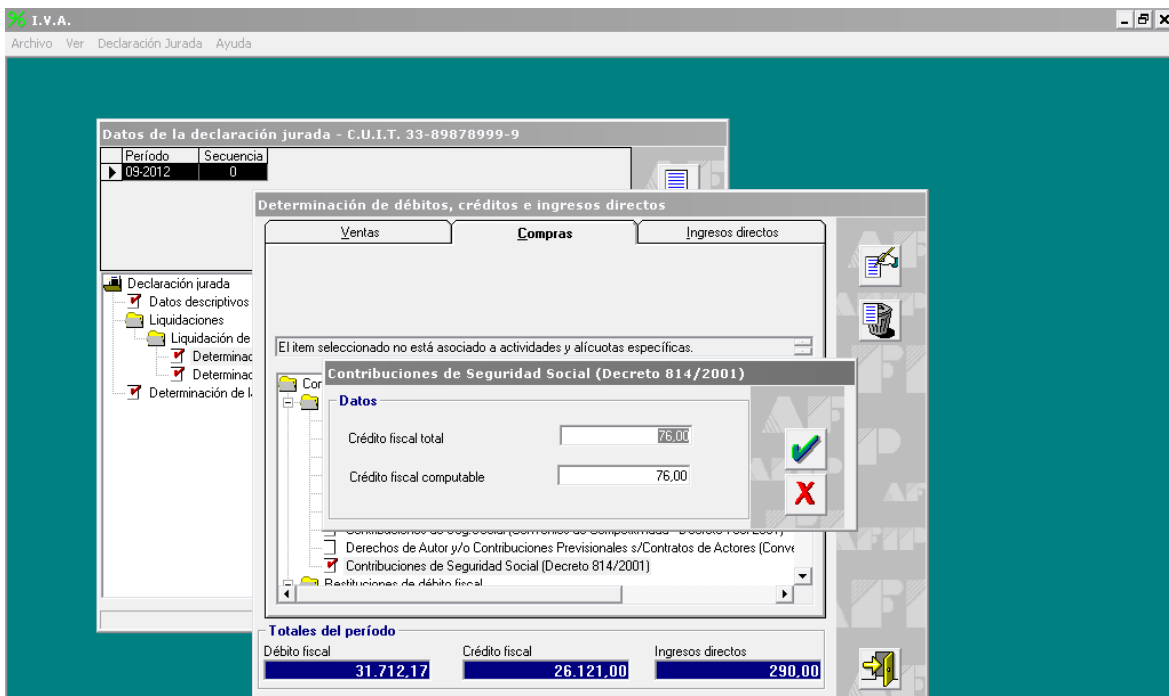 I.V.A.
Archivo Ver Declaración Jurada Ayuda
Datos de la declaración jurada - C.U.I.T. 33-89878999-9
Período Secuencia
09-2012 0
Determinación de débitos, créditos e ingresos directos
Ventas Compras Ingresos directos
Declaración jurada
Datos descriptivos
Liquidaciones
Liquidación de
Determinac
Determinac
Determinación de l
El item seleccionado no está asociado a actividades y alícuotas específicas.
Cor
Contribuciones de Seguridad Social (Decreto 814/2001)
Datos
Crédito fiscal total 76,00
Crédito fiscal computable 76,00
Derechos de Autor y/o Contribuciones Previsionales s/Contratos de Actores (Conve
Contribuciones de Seguridad Social (Decreto 814/2001)
Restituciones de débito fiscal
Totales del período
Débito fiscal Crédito fiscal Ingresos directos
31.712,17 26.121,00 290,00